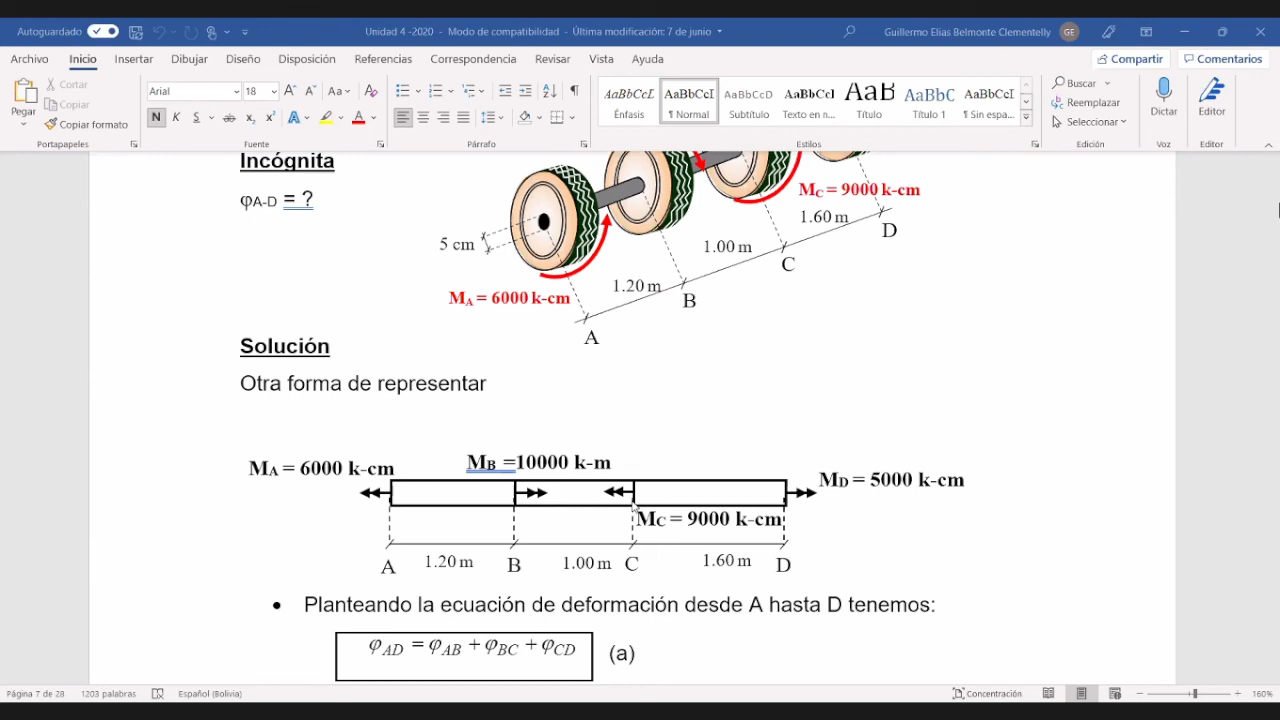 Autoguardado
Unidad 4 -2020 - Modo de compatibilidad - Última modificación: 7 de junio
Guillermo Elias Belmonte Clementelly
GE
Archivo Inicio Insertar Dibujar Diseño Disposición Referencias Correspondencia Revisar Vista Ayuda
Compartir Comentarios
Pegar
Cortar
Copiar
Copiar formato
Portapapeles
Arial 18
Aa
N K S ab x₂ x² A A
Fuente
Párrafo
AaBbCcI AaBbCcI AaBbCcD AaBbCcI AaB AaBbC AaBbCcI
Énfasis ¶ Normal Subtítulo Texto en n... Título Título 1 ¶ Sin espa...
Estilos
Buscar
Reemplazar
Seleccionar
Edición
Dictar
Voz
Editor
Editor
Incógnita
φA-D = ?
5 cm
MA = 6000 k-cm
MC = 9000 k-cm
1.20 m
1.00 m
1.60 m
A
B
C
D
Solución
Otra forma de representar
MA = 6000 k-cm
MB =10000 k-m
MD = 5000 k-cm
MC = 9000 k-cm
1.20 m 1.00 m 1.60 m
A B C D
• Planteando la ecuación de deformación desde A hasta D tenemos:
φAD = φAB + φBC + φCD (a)
Página 7 de 28 1203 palabras Español (Bolivia)
Concentración
160%